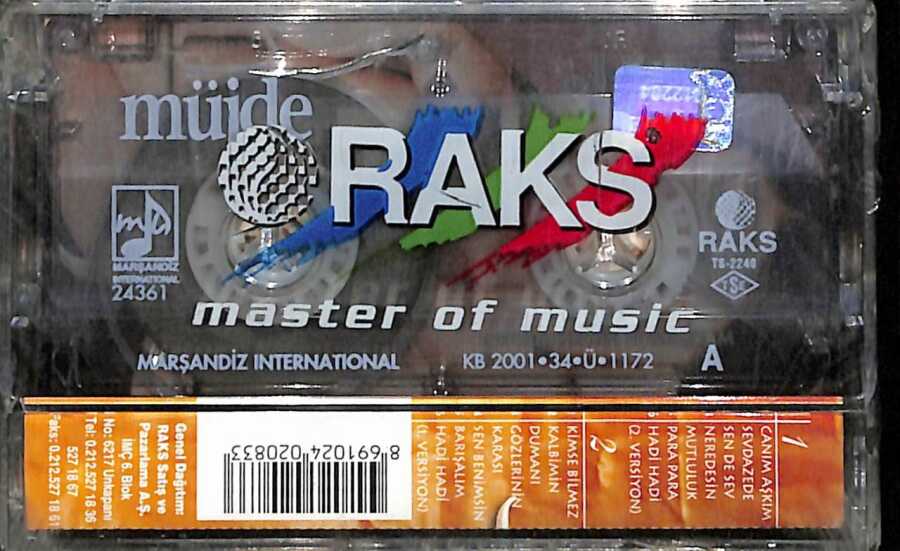 müjde
RAKS
MARŞANDİZ
INTERNATIONAL
24361
RAKS
TS-2240
TSE
master of music
MARŞANDİZ INTERNATIONAL
KB 2001•34•Ü•1172
A
1
CANIM AŞKIM
SEVDAZEDE
SEN DE SEV
NEREDESİN
MUTLULUK
PARA PARA
HADİ HADİ
(2. VERSİYON)
2
KİMSE BİLMEZ
KALBİMİN
DUMANI
GÖZLERİNİN
KARASI
SEN BENİMSİN
BARIŞALIM
HADİ HADİ
(1. VERSİYON)
8 691024 020833
Genel Dağıtım:
RAKS Satış ve
Pazarlama A.Ş.
İMÇ 6. Blok
No: 6217 Unkapanı
Tel: 0.212.527 18 36
52 18 67
Faks: 0.212.527 18 61